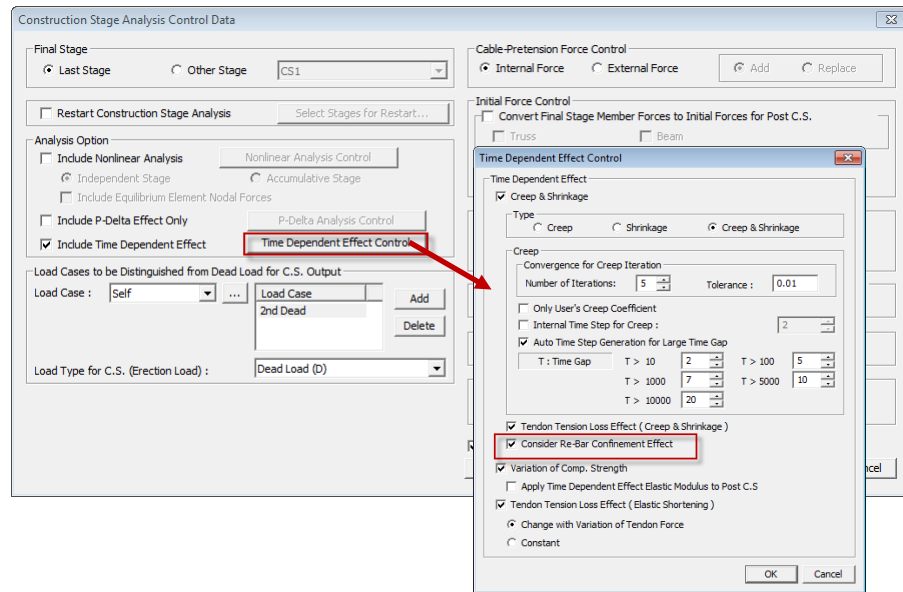 Construction Stage Analysis Control Data
Final Stage
Last Stage
Other Stage
CS1
Restart Construction Stage Analysis
Select Stages for Restart...
Analysis Option
Include Nonlinear Analysis
Nonlinear Analysis Control
Independent Stage
Accumulative Stage
Include Equilibrium Element Nodal Forces
Include P-Delta Effect Only
P-Delta Analysis Control
Include Time Dependent Effect
Time Dependent Effect Control
Load Cases to be Distinguished from Dead Load for C.S. Output
Load Case :
Self
...
Load Case
2nd Dead
Add
Delete
Load Type for C.S. (Erection Load) :
Dead Load (D)
Cable-Pretension Force Control
Internal Force
External Force
Add
Replace
Initial Force Control
Convert Final Stage Member Forces to Initial Forces for Post C.S.
Truss
Beam
Time Dependent Effect Control
Time Dependent Effect
Creep & Shrinkage
Type
Creep
Shrinkage
Creep & Shrinkage
Creep
Convergence for Creep Iteration
Number of Iterations:
5
Tolerance :
0.01
Only User's Creep Coefficient
Internal Time Step for Creep :
2
Auto Time Step Generation for Large Time Gap
T : Time Gap
T > 10
2
T > 100
5
T > 1000
7
T > 5000
10
T > 10000
20
Tendon Tension Loss Effect ( Creep & Shrinkage )
Consider Re-Bar Confinement Effect
Variation of Comp. Strength
Apply Time Dependent Effect Elastic Modulus to Post C.S
Tendon Tension Loss Effect ( Elastic Shortening )
Change with Variation of Tendon Force
Constant
OK
Cancel
cel